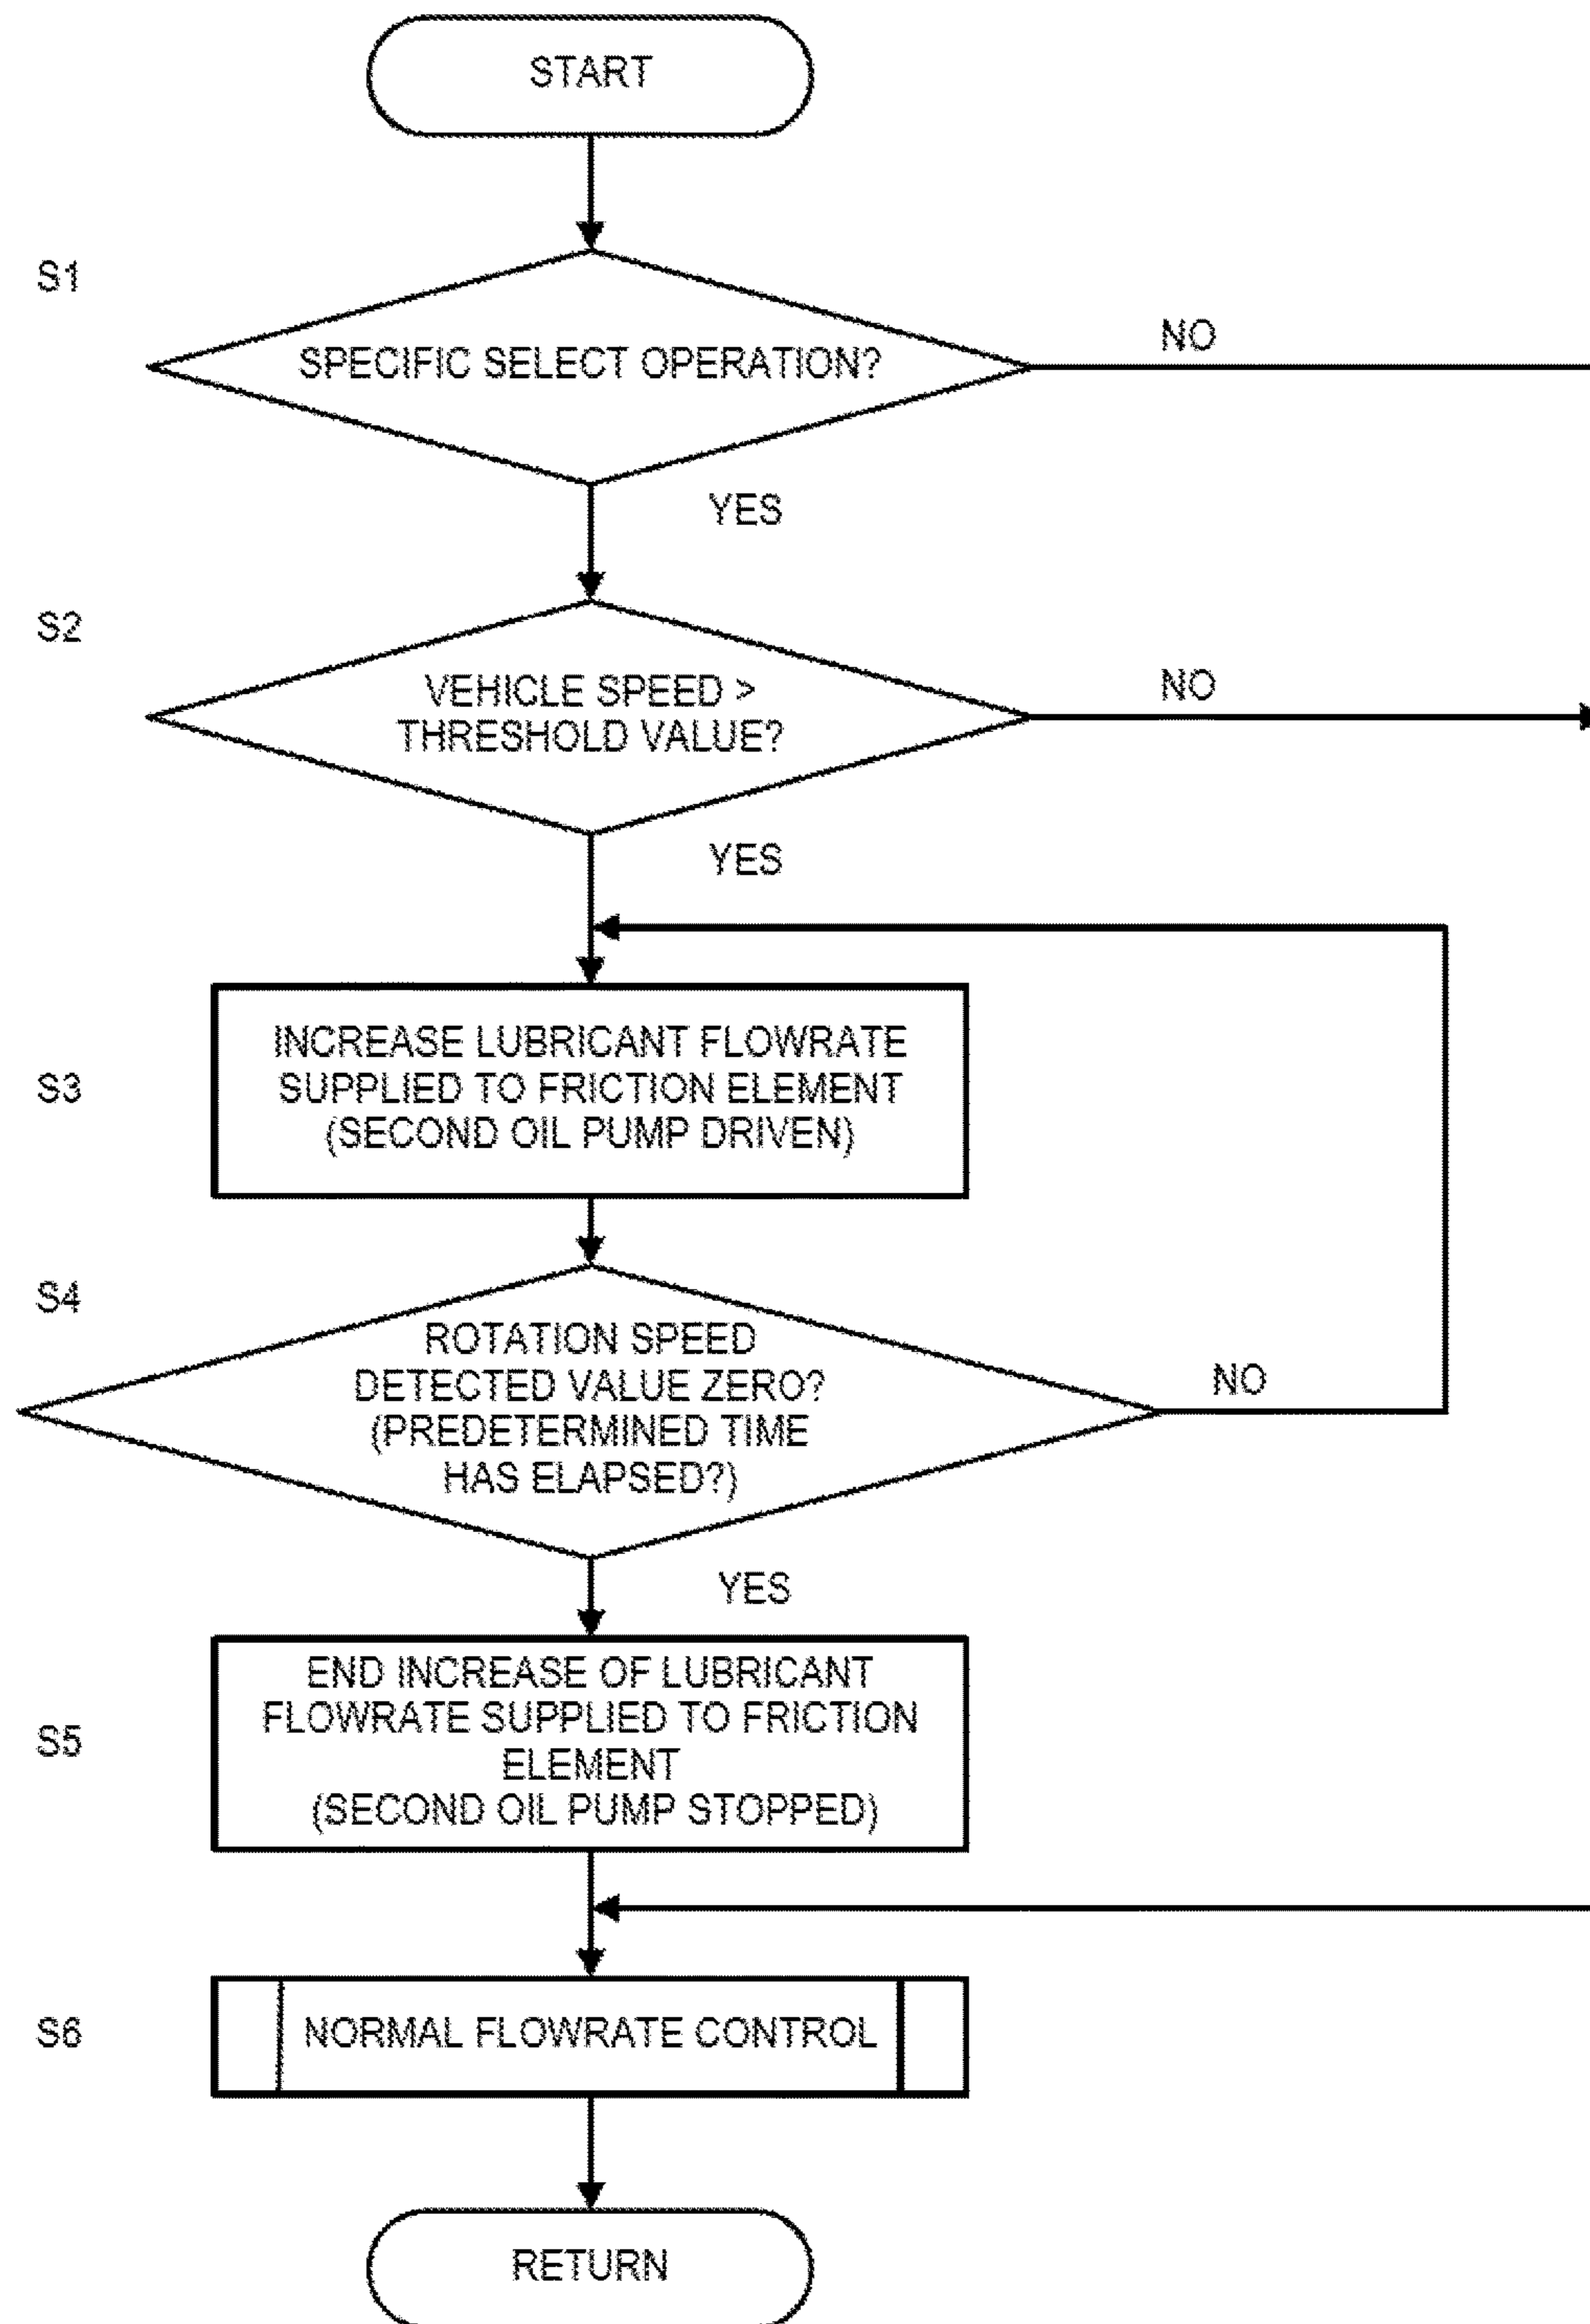 START
S1
SPECIFIC SELECT OPERATION?
NO
YES
S2
VEHICLE SPEED >
THRESHOLD VALUE?
NO
YES
S3
INCREASE LUBRICANT FLOWRATE
SUPPLIED TO FRICTION ELEMENT
(SECOND OIL PUMP DRIVEN)
S4
ROTATION SPEED
DETECTED VALUE ZERO?
(PREDETERMINED TIME
HAS ELAPSED?)
NO
YES
S5
END INCREASE OF LUBRICANT
FLOWRATE SUPPLIED TO FRICTION
ELEMENT
(SECOND OIL PUMP STOPPED)
S6
NORMAL FLOWRATE CONTROL
RETURN